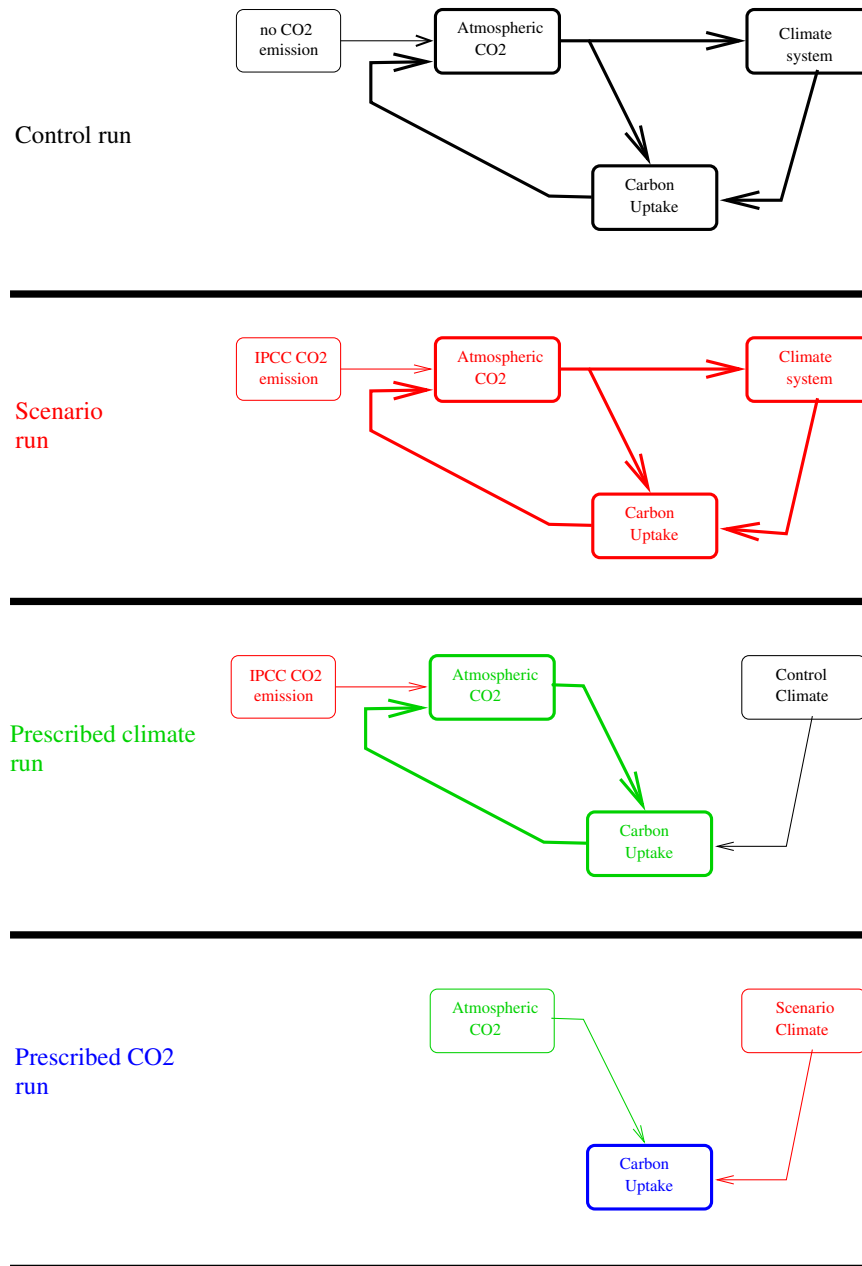 no CO2
emission
Atmospheric
CO2
Climate
system
Control run
Carbon
Uptake
IPCC CO2
emission
Atmospheric
CO2
Climate
system
Scenario
run
Carbon
Uptake
IPCC CO2
emission
Atmospheric
CO2
Control
Climate
Prescribed climate
run
Carbon
Uptake
Atmospheric
CO2
Scenario
Climate
Prescribed CO2
run
Carbon
Uptake